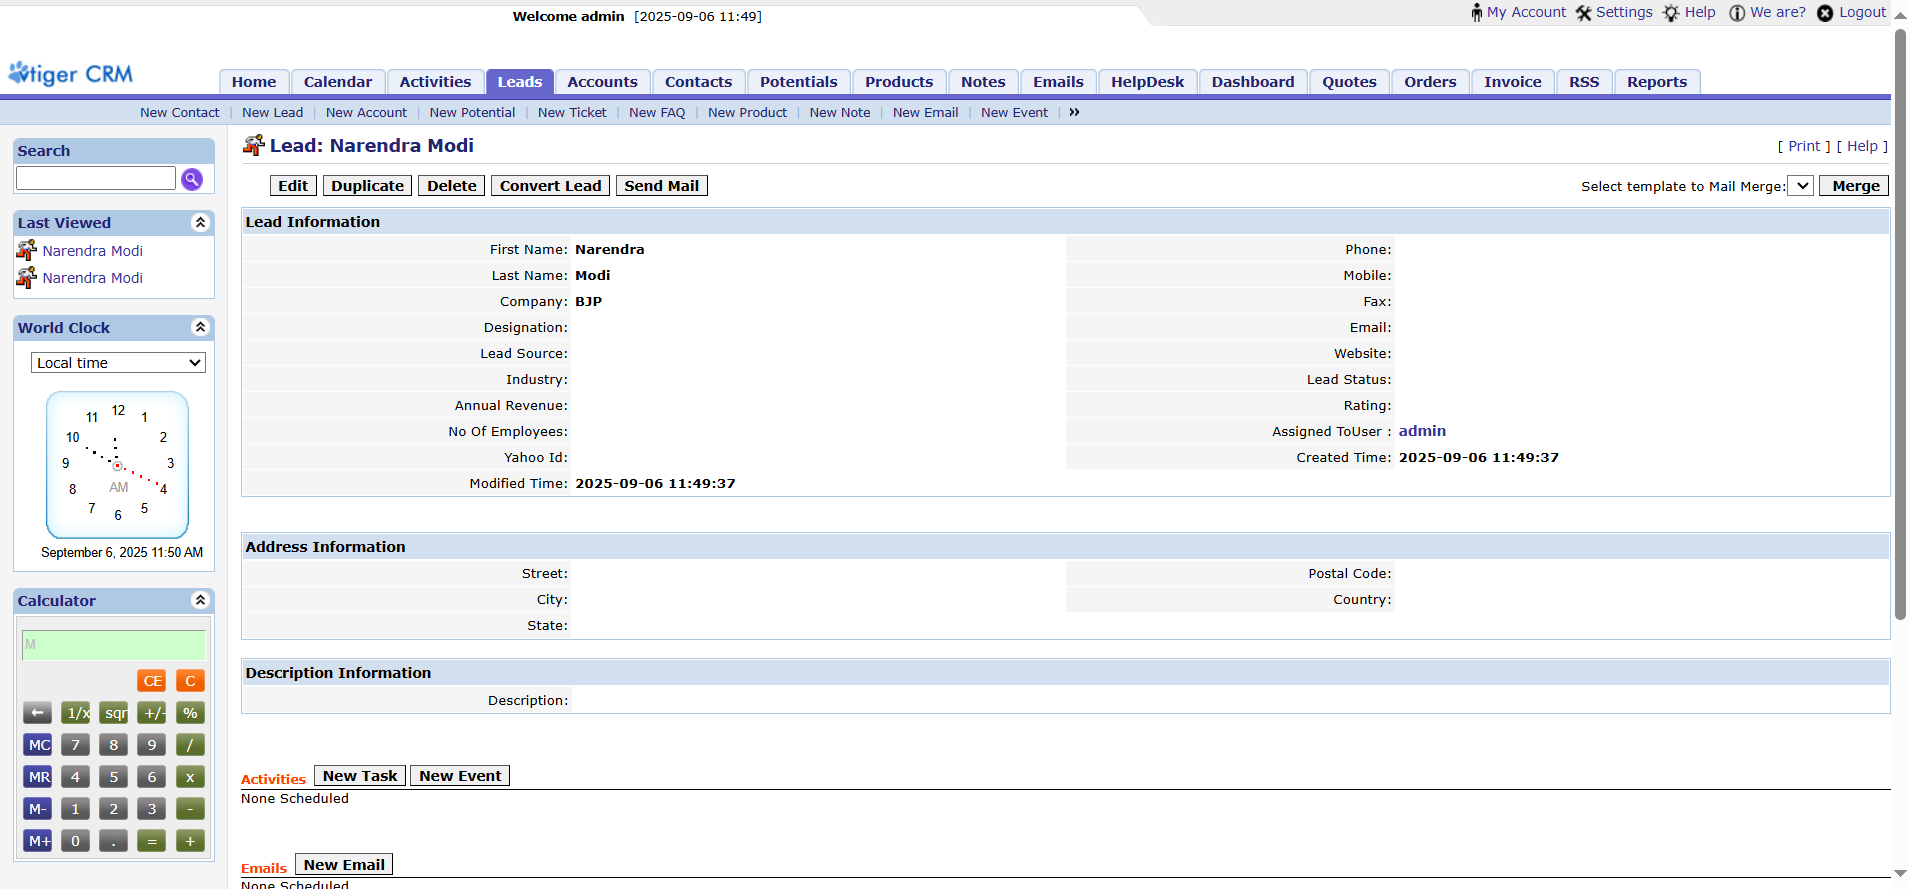 Welcome admin [2025-09-06 11:49]
My Account Settings Help We are? Logout
vtiger CRM
Home Calendar Activities Leads Accounts Contacts Potentials Products Notes Emails HelpDesk Dashboard Quotes Orders Invoice RSS Reports
New Contact | New Lead | New Account | New Potential | New Ticket | New FAQ | New Product | New Note | New Email | New Event | »
Search
Last Viewed
Narendra Modi
Narendra Modi
World Clock
Local time
12
11 1
10 2
9 3
8 AM 4
7 5
6
September 6, 2025 11:50 AM
Calculator
M
CE C
← 1/x sqr +/- %
MC 7 8 9 /
MR 4 5 6 x
M- 1 2 3 -
M+ 0 . = +
Lead: Narendra Modi
[ Print ] [ Help ]
Edit Duplicate Delete Convert Lead Send Mail
Select template to Mail Merge: Merge
Lead Information
First Name: Narendra Phone:
Last Name: Modi Mobile:
Company: BJP Fax:
Designation: Email:
Lead Source: Website:
Industry: Lead Status:
Annual Revenue: Rating:
No Of Employees: Assigned ToUser : admin
Yahoo Id: Created Time: 2025-09-06 11:49:37
Modified Time: 2025-09-06 11:49:37
Address Information
Street: Postal Code:
City: Country:
State:
Description Information
Description:
Activities New Task New Event
None Scheduled
Emails New Email
None Scheduled